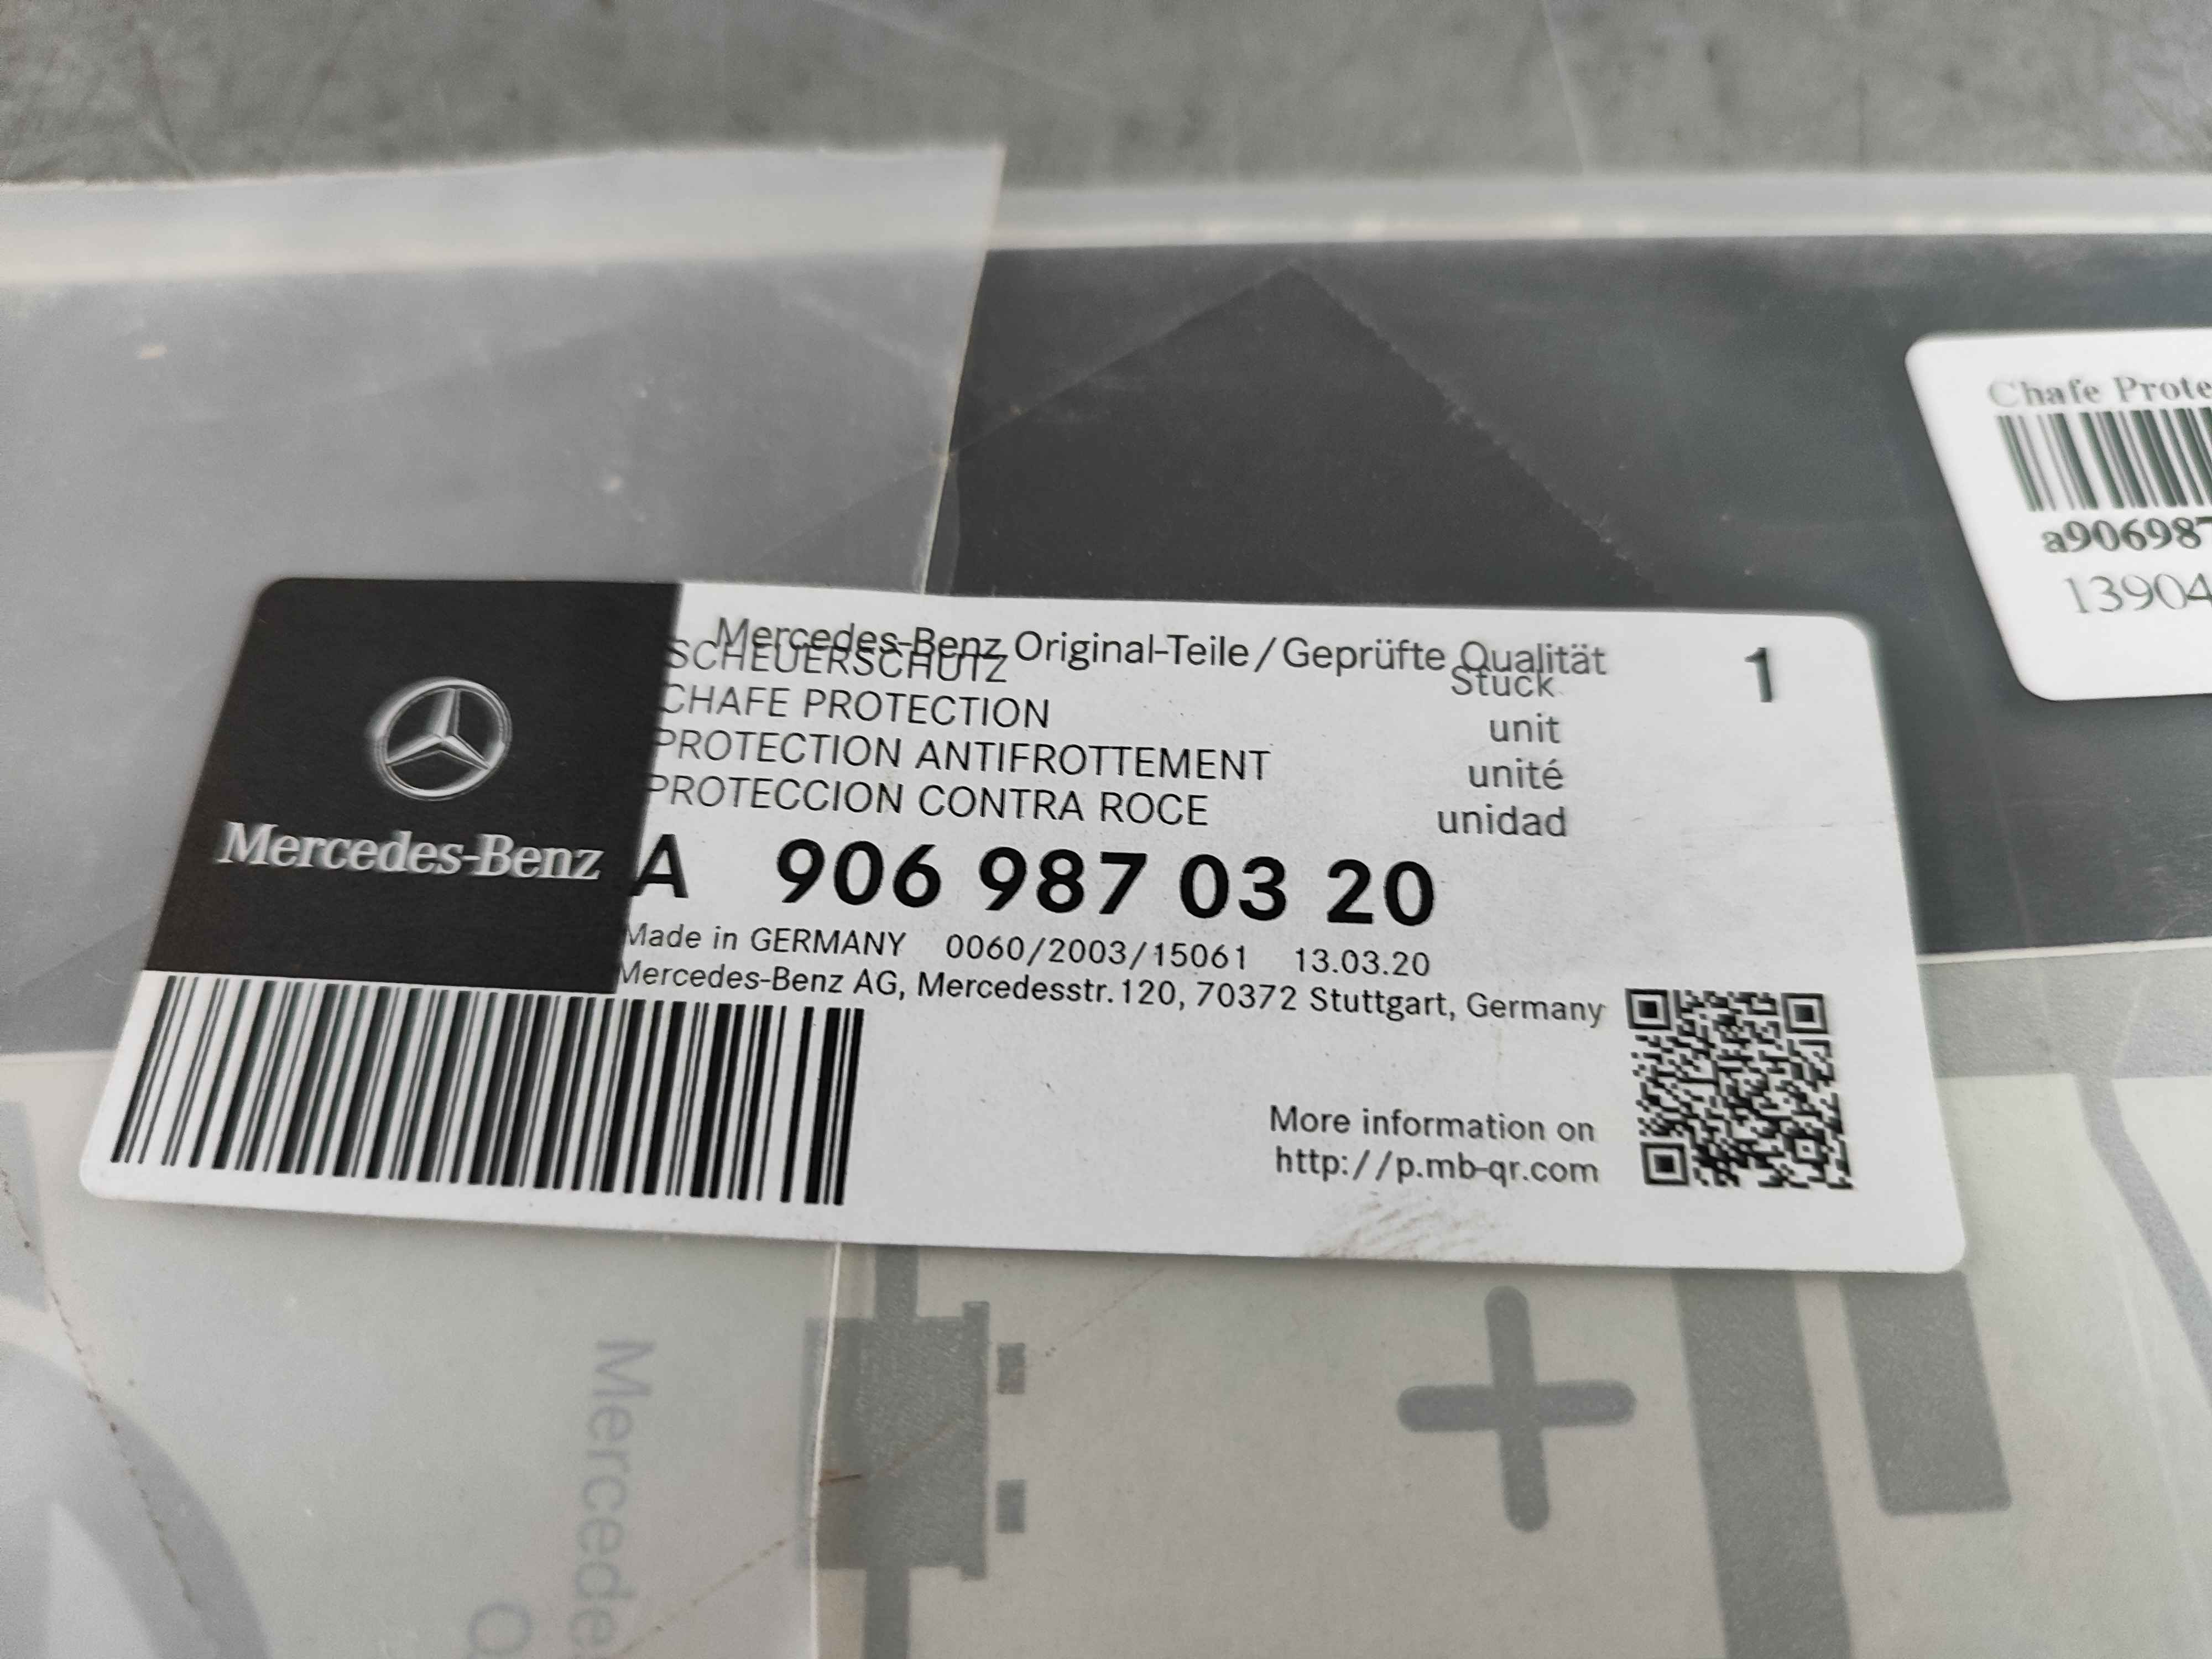 Mercedes-Benz Original-Teile/Geprüfte Qualität
SCHEUERSCHUTZ Stück 1
CHAFE PROTECTION unit
PROTECTION ANTIFROTTEMENT unité
PROTECCION CONTRA ROCE unidad
Mercedes-Benz
A 906 987 03 20
Made in GERMANY 0060/2003/15061 13.03.20
Mercedes-Benz AG, Mercedesstr. 120, 70372 Stuttgart, Germany
More information on
http://p.mb-qr.com
Chafe Prote
a906987
13904
Mercede
O